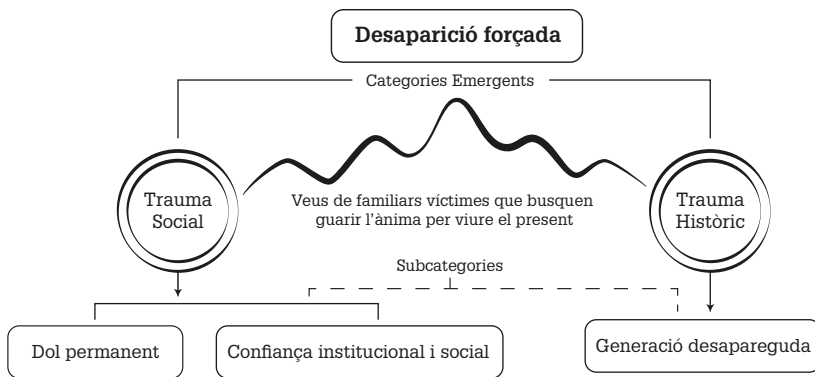 Desaparició forçada
Categories Emergents
Trauma
Social
Veus de familiars víctimes que busquen
guarir l'ànima per viure el present
Trauma
Històric
Subcategories
Dol permanent
Confiança institucional i social
Generació desapareguda